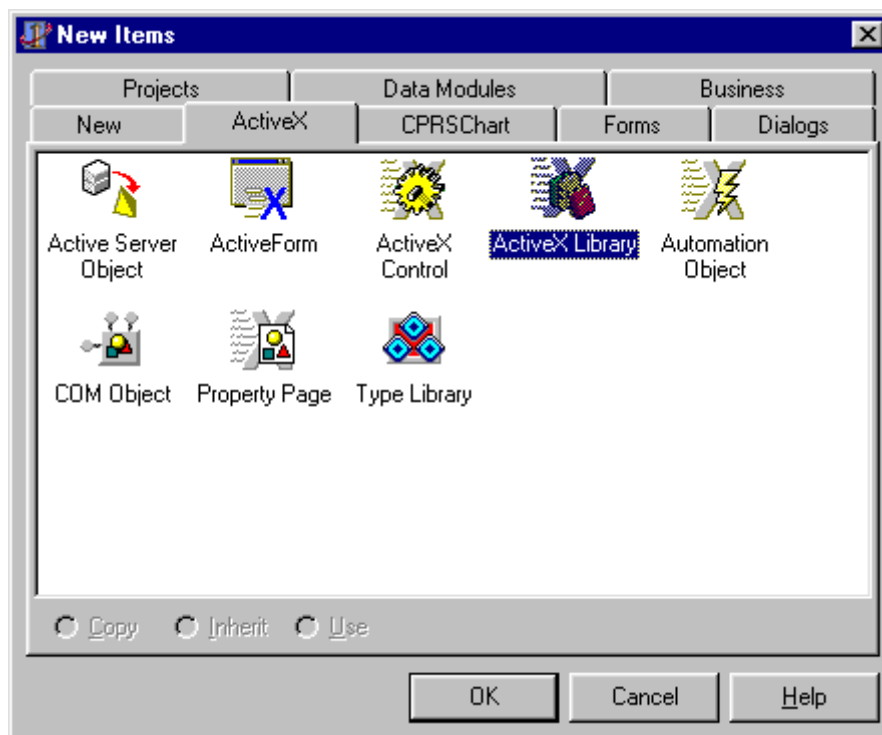 New Items
Projects Data Modules Business
New ActiveX CPRSChart Forms Dialogs
Active Server ActiveForm ActiveX ActiveX Library Automation
Object Control Object
COM Object Property Page Type Library
Copy Inherit Use
OK Cancel Help